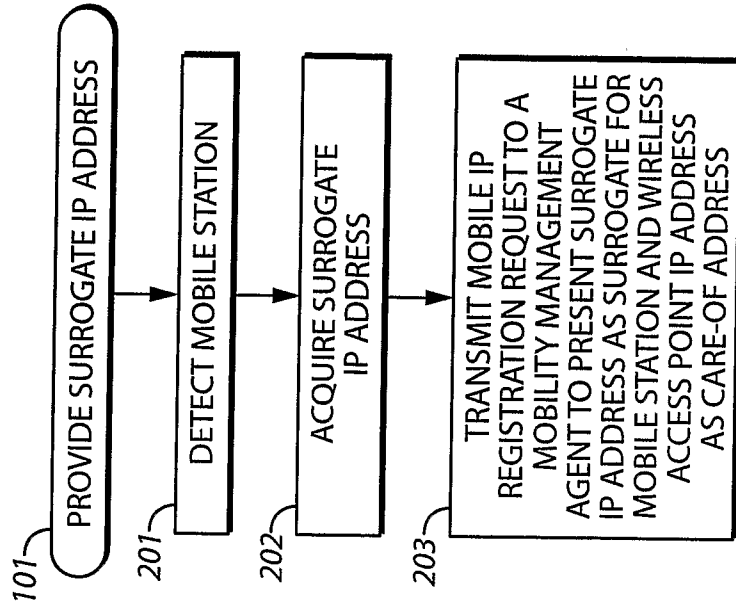 101
PROVIDE SURROGATE IP ADDRESS
201
DETECT MOBILE STATION
202
ACQUIRE SURROGATE
IP ADDRESS
203
TRANSMIT MOBILE IP
REGISTRATION REQUEST TO A
MOBILITY MANAGEMENT
AGENT TO PRESENT SURROGATE
IP ADDRESS AS SURROGATE FOR
MOBILE STATION AND WIRELESS
ACCESS POINT IP ADDRESS
AS CARE-OF ADDRESS